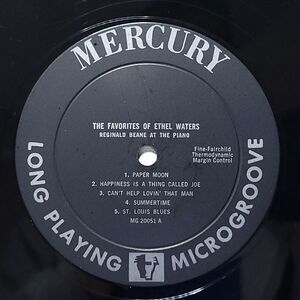 MERCURY
THE FAVORITES OF ETHEL WATERS
REGINALD BEANE AT THE PIANO
Fine-Fairchild
Thermodynamic
Margin Control
1. PAPER MOON
2. HAPPINESS IS A THING CALLED JOE
3. CAN'T HELP LOVIN' THAT MAN
4. SUMMERTIME
5. ST. LOUIS BLUES
MG 20051 A
LONG PLAYING MICROGROOVE